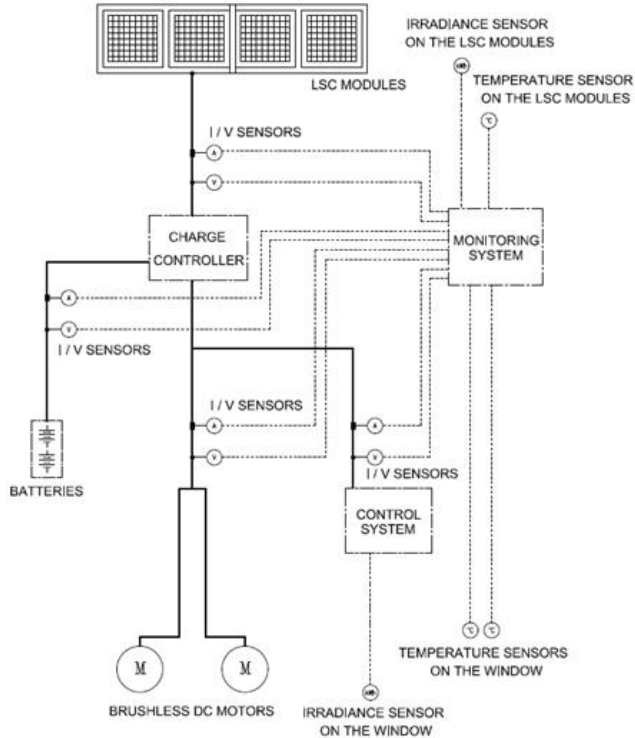 IRRADIANCE SENSOR
ON THE LSC MODULES
TEMPERATURE SENSOR
ON THE LSC MODULES
LSC MODULES
I / V SENSORS
A
°C
V
CHARGE
CONTROLLER
MONITORING
SYSTEM
A
V
I / V SENSORS
I / V SENSORS
A
A
V
V
I / V SENSORS
BATTERIES
CONTROL
SYSTEM
°C
°C
TEMPERATURE SENSORS
ON THE WINDOW
M
M
BRUSHLESS DC MOTORS
IRRADIANCE SENSOR
ON THE WINDOW